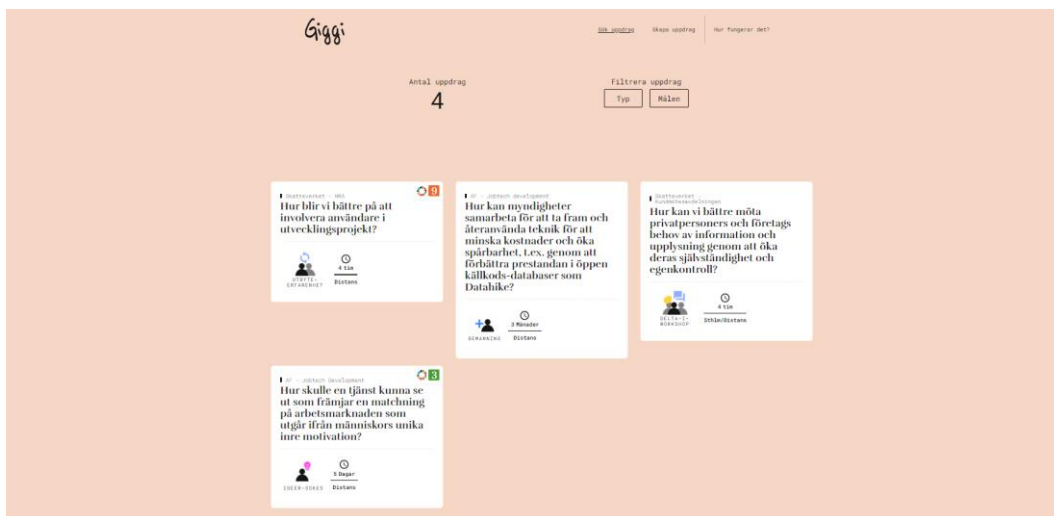 Giggi
Sök uppdrag Skapa uppdrag Hur fungerar det?
Antal uppdrag
4
Filtrera uppdrag
Typ Målen
Skatteverket -
9
Hur blir vi bättre på att
involvera användare i
utvecklingsprojekt?
4 tim
UTBYTE-
ERFARENHET
Distans
AF - Jobtech development
Hur kan myndigheter
samarbeta för att ta fram och
återanvända teknik för att
minska kostnader och öka
spårbarhet, t.ex. genom att
förbättra prestandan i öppen
källkods-databaser som
Datahike?
3 Månader
BEMANNING Distans
Skatteverket -
Kundmötesavdelningen
Hur kan vi bättre möta
privatpersoners och företags
behov av information och
upplysning genom att öka
deras självständighet och
egenkontroll?
4 tim
DELTA-I-
WORKSHOP
Sthlm/Distans
AF - Jobtech Development
3
Hur skulle en tjänst kunna se
ut som främjar en matchning
på arbetsmarknaden som
utgår ifrån människors unika
inre motivation?
5 Dagar
IDEER-SÖKES Distans